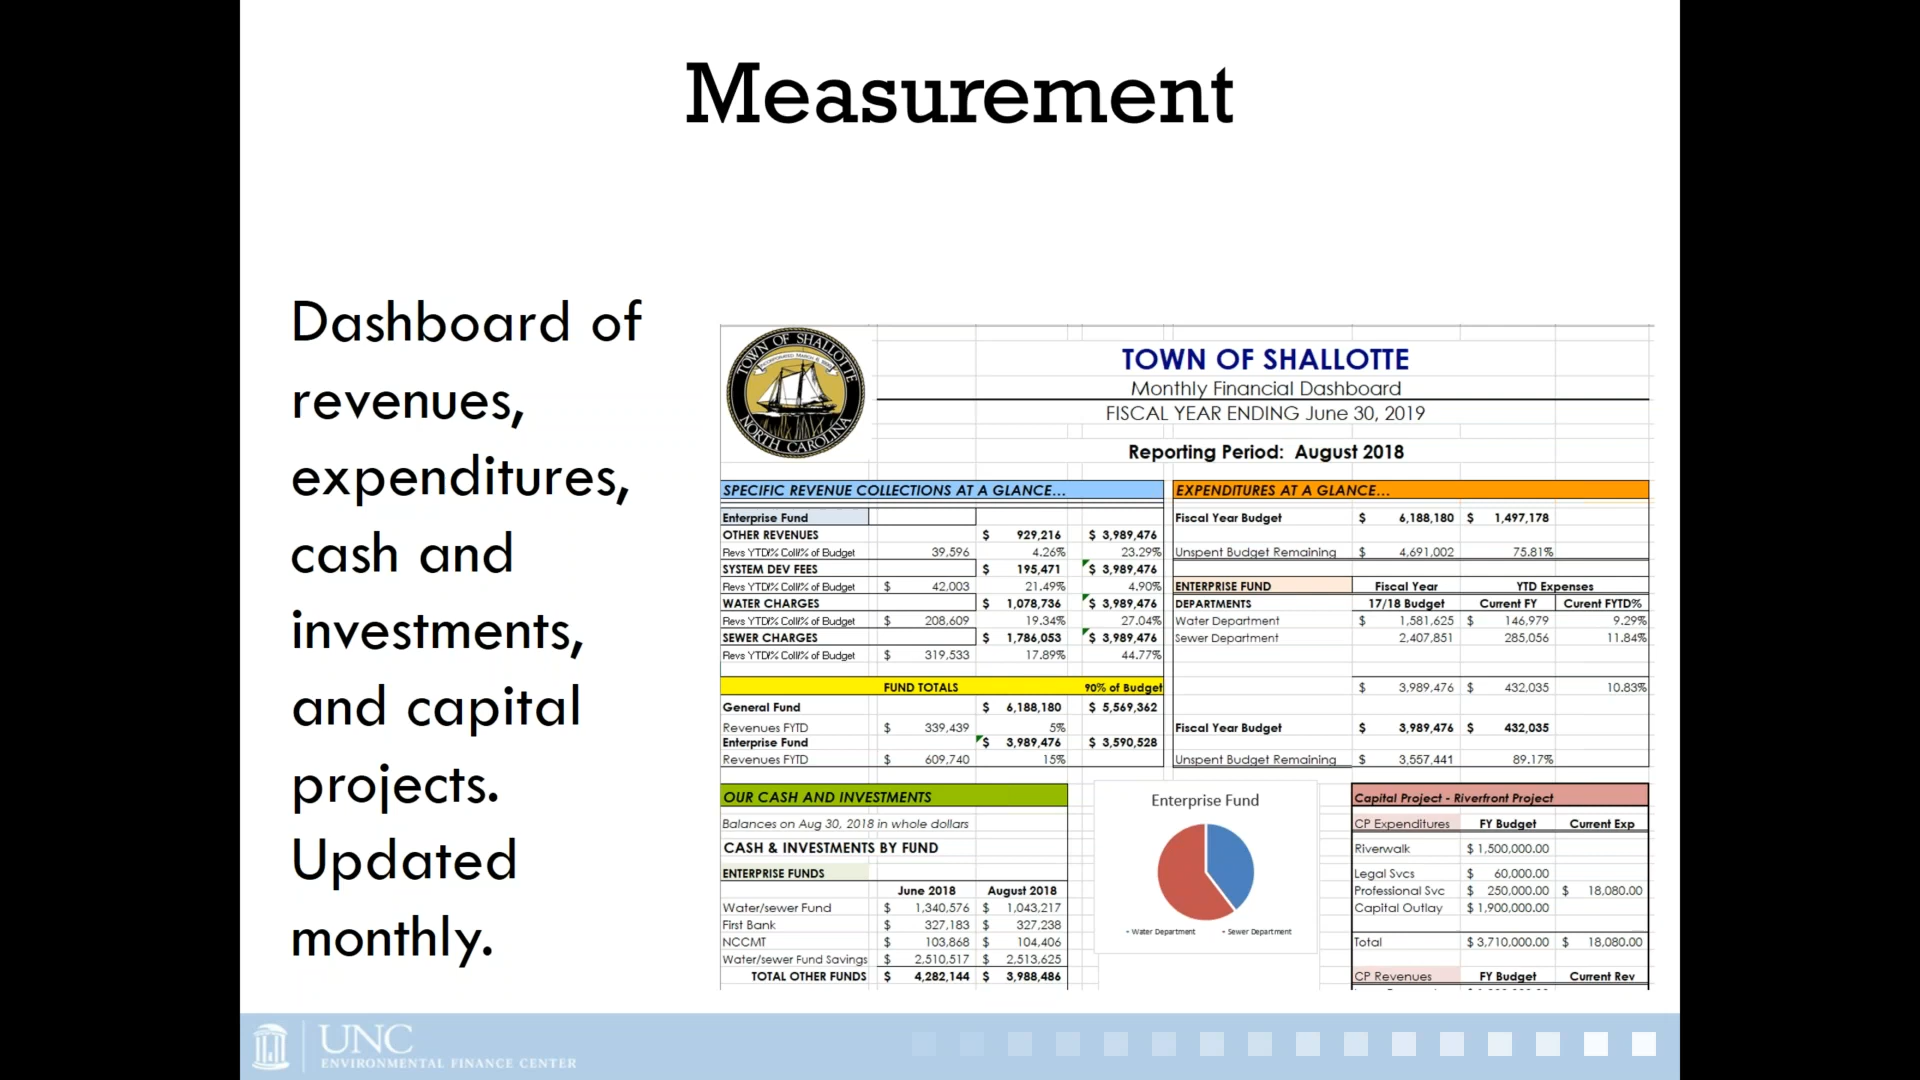 Measurement
Dashboard of
revenues,
expenditures,
cash and
investments,
and capital
projects.
Updated
monthly.
TOWN OF SHALLOTTE
NORTH CAROLINA
TOWN OF SHALLOTTE
Monthly Financial Dashboard
FISCAL YEAR ENDING June 30, 2019
Reporting Period: August 2018
SPECIFIC REVENUE COLLECTIONS AT A GLANCE...
Enterprise Fund
OTHER REVENUES $ 929,216 $ 3,989,476
Revs YTD/% Coll/% of Budget 39,596 4.26% 23.29%
SYSTEM DEV FEES $ 195,471 $ 3,989,476
Revs YTD/% Coll/% of Budget $ 42,003 21.49% 4.90%
WATER CHARGES $ 1,078,736 $ 3,989,476
Revs YTD/% Coll/% of Budget $ 208,609 19.34% 27.04%
SEWER CHARGES $ 1,786,053 $ 3,989,476
Revs YTD/% Coll/% of Budget $ 319,533 17.89% 44.77%
FUND TOTALS 90% of Budget
General Fund $ 6,188,180 $ 5,569,362
Revenues FYTD $ 339,439 5%
Enterprise Fund $ 3,989,476 $ 3,590,528
Revenues FYTD $ 609,740 15%
EXPENDITURES AT A GLANCE...
Fiscal Year Budget $ 6,188,180 $ 1,497,178
Unspent Budget Remaining $ 4,691,002 75.81%
ENTERPRISE FUND Fiscal Year YTD Expenses
DEPARTMENTS 17/18 Budget Current FY Curent FYTD%
Water Department $ 1,581,625 $ 146,979 9.29%
Sewer Department 2,407,851 285,056 11.84%
$ 3,989,476 $ 432,035 10.83%
Fiscal Year Budget $ 3,989,476 $ 432,035
Unspent Budget Remaining $ 3,557,441 89.17%
OUR CASH AND INVESTMENTS
Balances on Aug 30, 2018 in whole dollars
CASH & INVESTMENTS BY FUND
ENTERPRISE FUNDS
June 2018 August 2018
Water/sewer Fund $ 1,340,576 $ 1,043,217
First Bank $ 327,183 $ 327,238
NCCMT $ 103,868 $ 104,406
Water/sewer Fund Savings $ 2,510,517 $ 2,513,625
TOTAL OTHER FUNDS $ 4,282,144 $ 3,988,486
Enterprise Fund
Water Department Sewer Department
Capital Project - Riverfront Project
CP Expenditures FY Budget Current Exp
Riverwalk $ 1,500,000.00
Legal Svcs $ 60,000.00
Professional Svc $ 250,000.00 $ 18,080.00
Capital Outlay $ 1,900,000.00
Total $ 3,710,000.00 $ 18,080.00
CP Revenues FY Budget Current Rev
UNC
ENVIRONMENTAL FINANCE CENTER